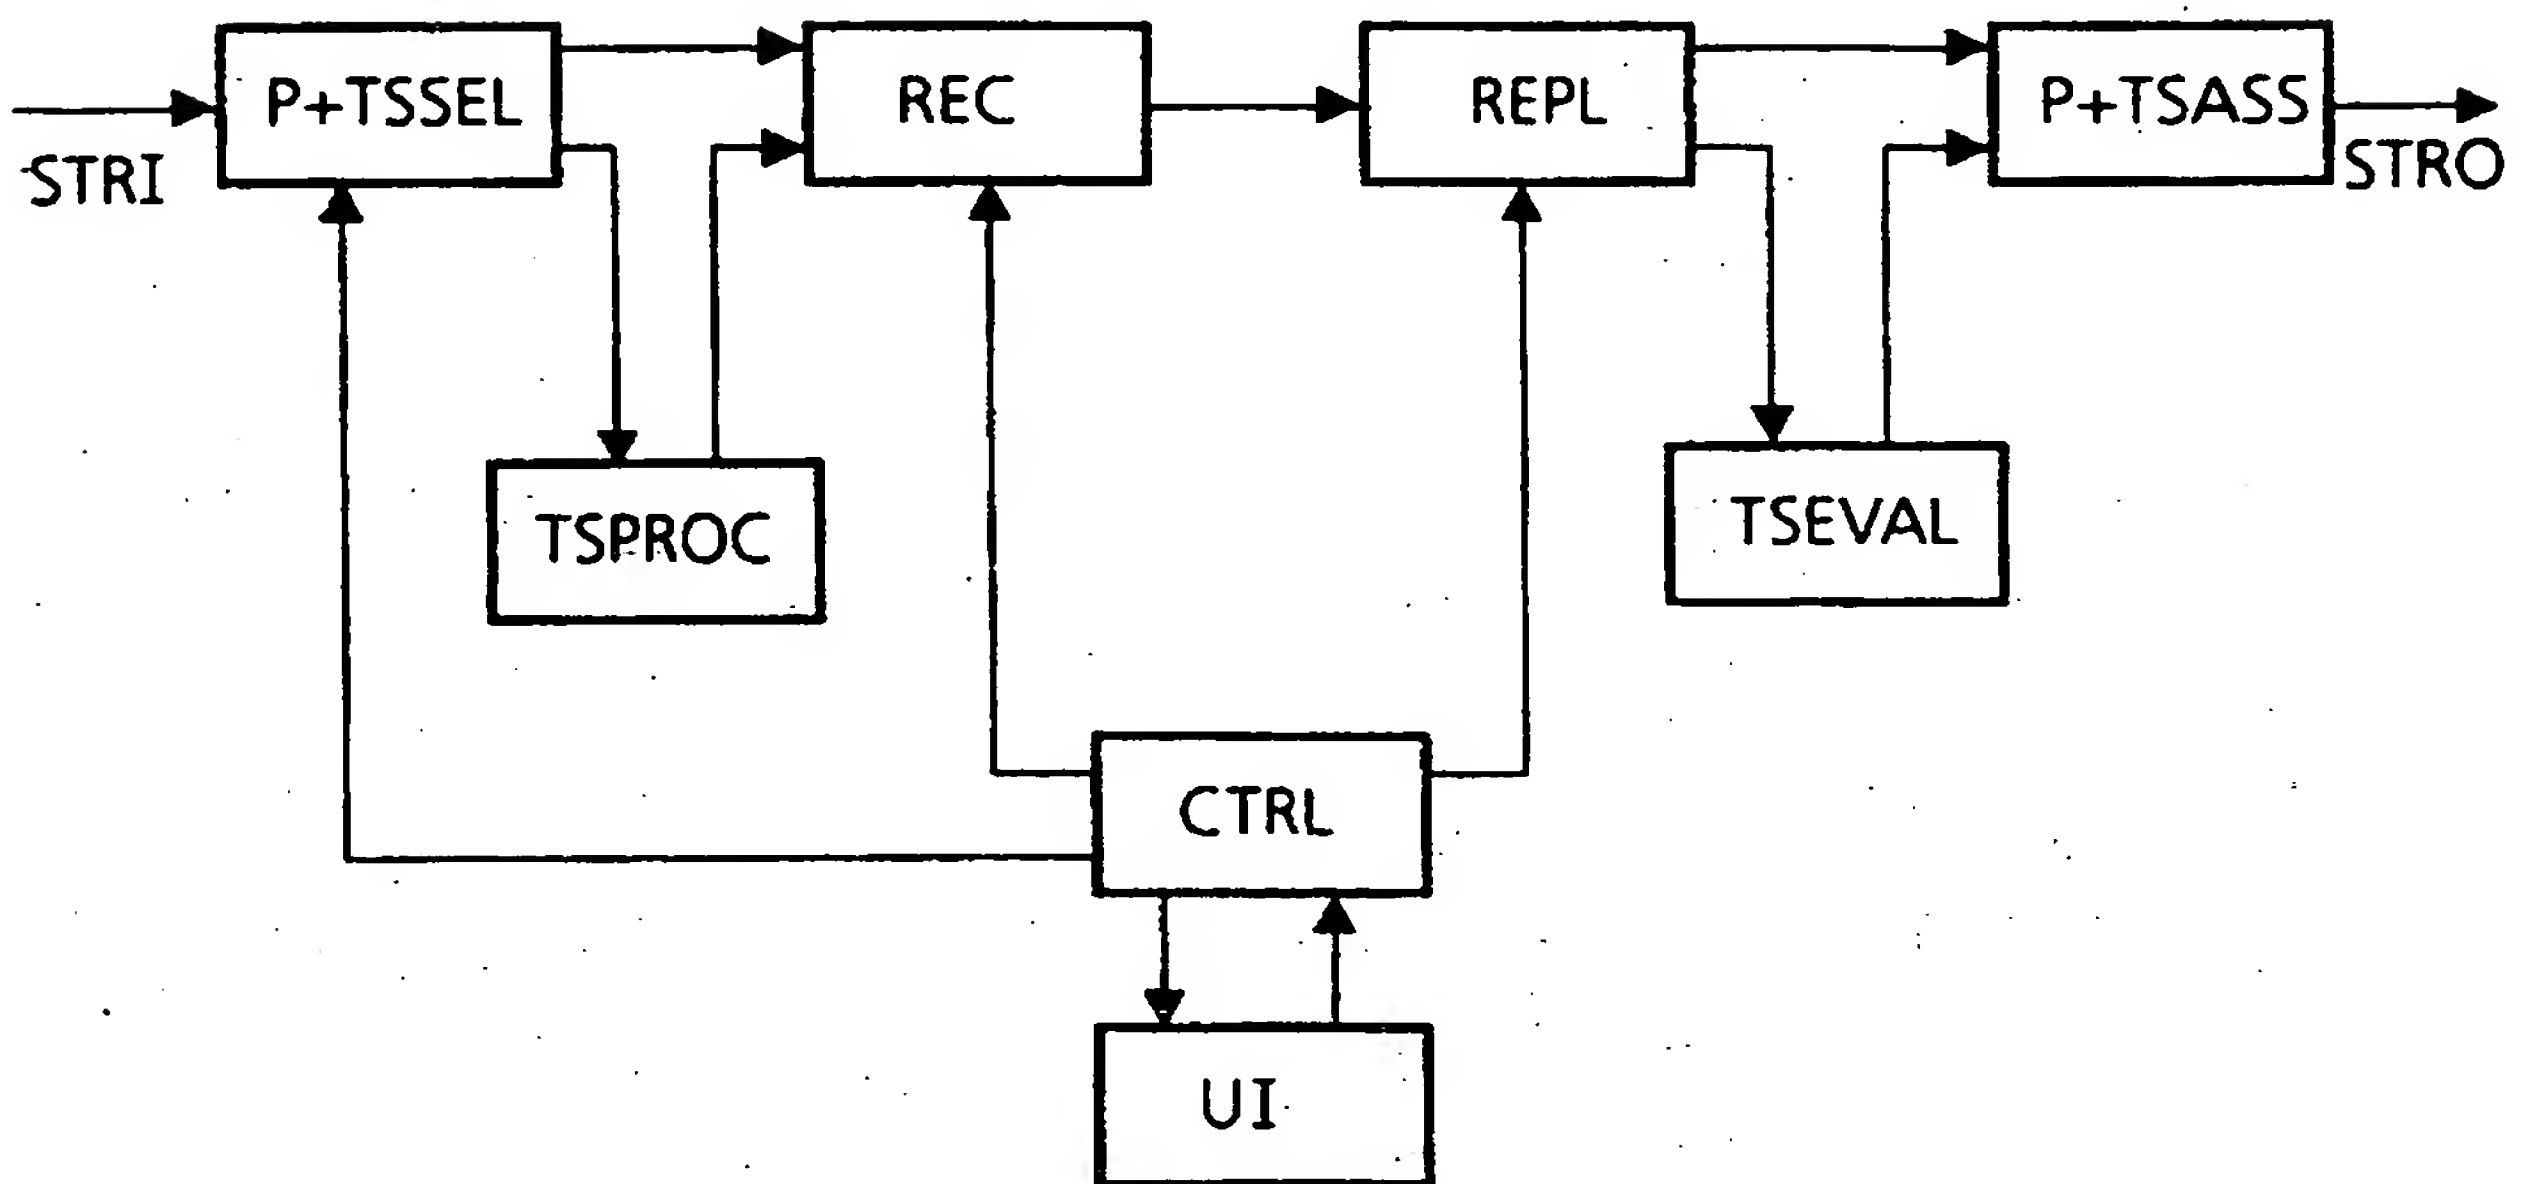 P+TSSEL
REC
REPL
P+TSASS
STRI
STRO
TSPROC
TSEVAL
CTRL
UI